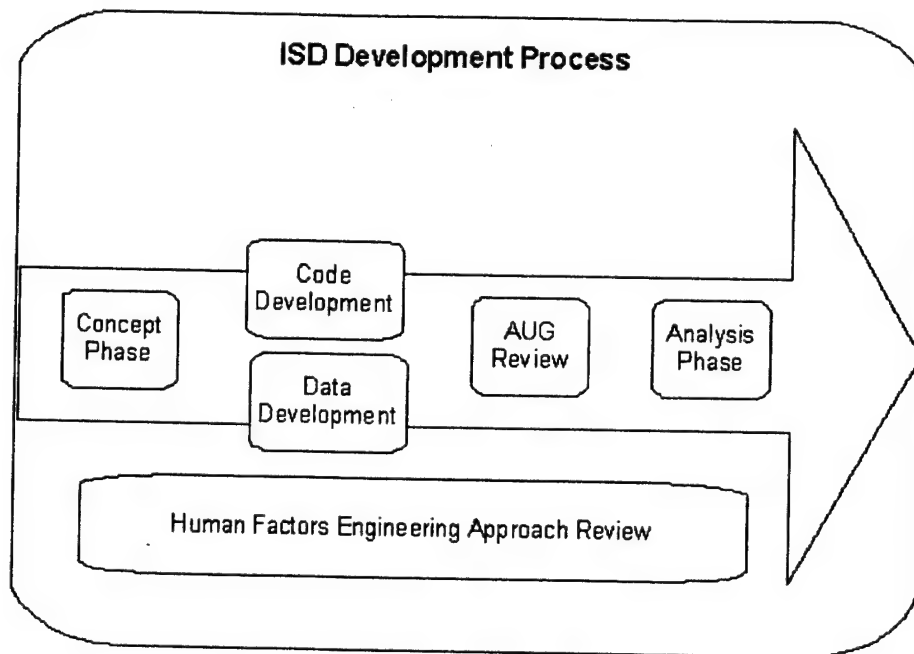 ISD Development Process
Concept
Phase
Code
Development
Data
Development
AUG
Review
Analysis
Phase
Human Factors Engineering Approach Review